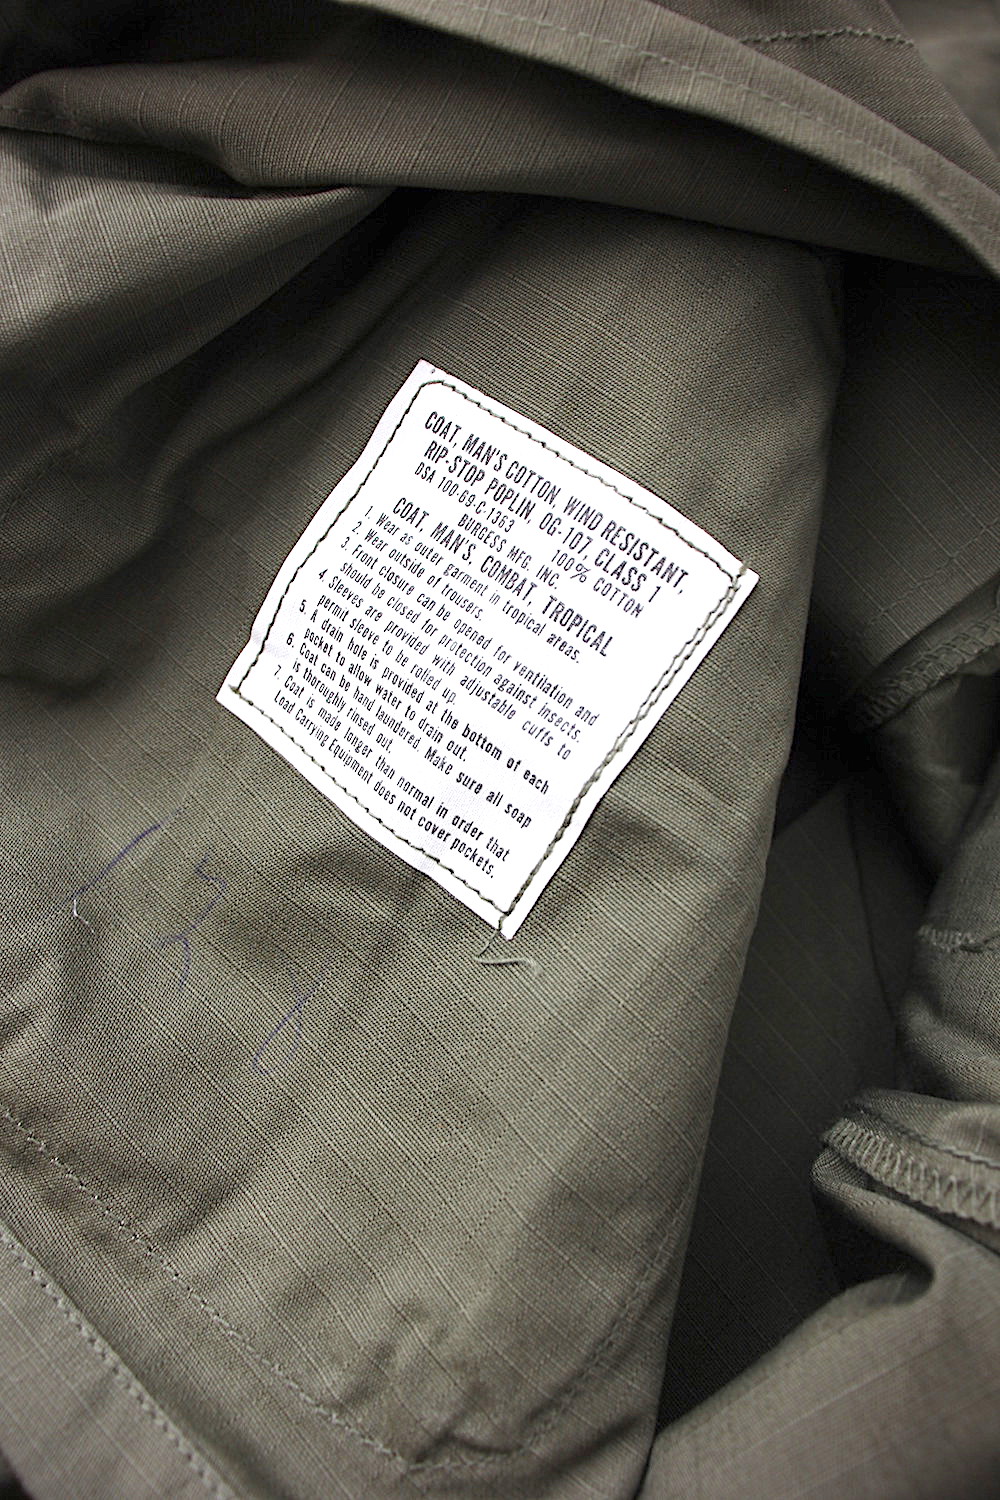 COAT, MAN'S COTTON, WIND RESISTANT,
RIP-STOP POPLIN, OG-107, CLASS 1
DSA 100-69-C-1363 100% COTTON
BURGESS MFG. INC.
COAT, MAN'S, COMBAT, TROPICAL
1. Wear as outer garment in tropical areas.
2. Wear outside of trousers.
3. Front closure can be opened for ventilation and
should be closed for protection against insects.
4. Sleeves are provided with adjustable cuffs to
permit sleeve to be rolled up.
5. A drain hole is provided at the bottom of each
pocket to allow water to drain out.
6. Coat can be hand laundered. Make sure all soap
is thoroughly rinsed out.
7. Coat is made longer than normal in order that
Load Carrying Equipment does not cover pockets.